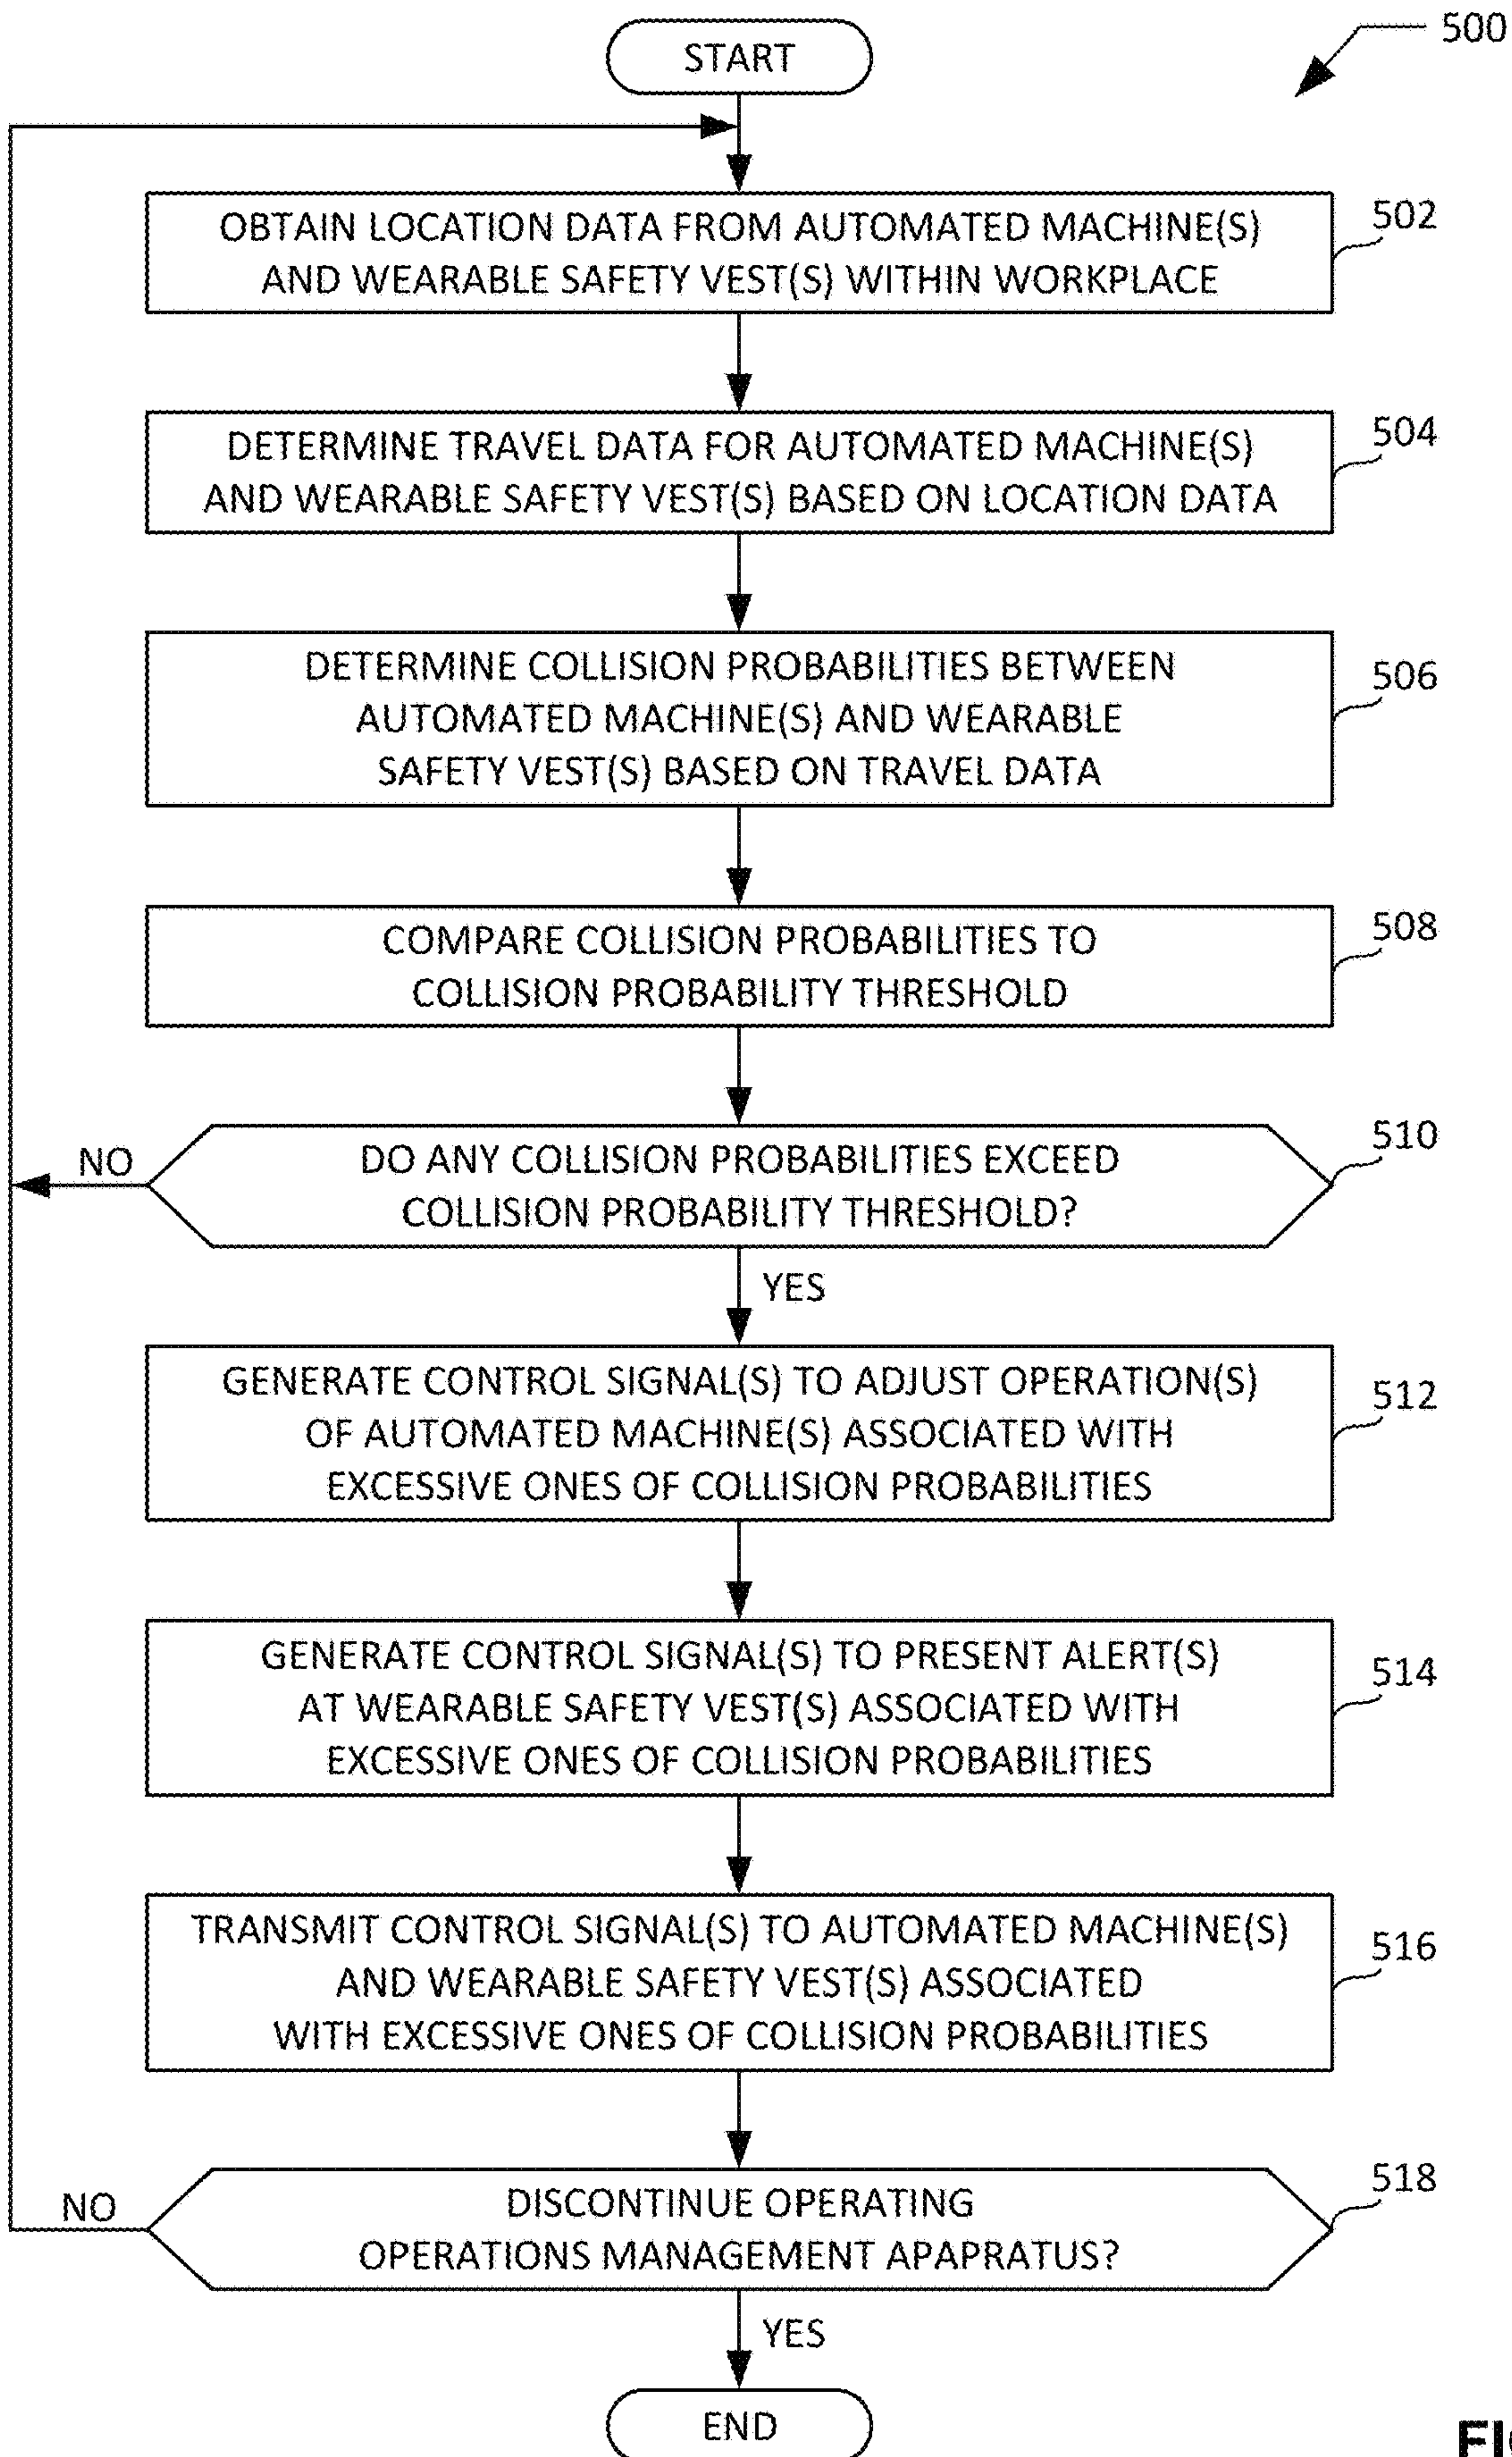 START
500
OBTAIN LOCATION DATA FROM AUTOMATED MACHINE(S)
AND WEARABLE SAFETY VEST(S) WITHIN WORKPLACE
502
DETERMINE TRAVEL DATA FOR AUTOMATED MACHINE(S)
AND WEARABLE SAFETY VEST(S) BASED ON LOCATION DATA
504
DETERMINE COLLISION PROBABILITIES BETWEEN
AUTOMATED MACHINE(S) AND WEARABLE
SAFETY VEST(S) BASED ON TRAVEL DATA
506
COMPARE COLLISION PROBABILITIES TO
COLLISION PROBABILITY THRESHOLD
508
DO ANY COLLISION PROBABILITIES EXCEED
COLLISION PROBABILITY THRESHOLD?
510
NO
YES
GENERATE CONTROL SIGNAL(S) TO ADJUST OPERATION(S)
OF AUTOMATED MACHINE(S) ASSOCIATED WITH
EXCESSIVE ONES OF COLLISION PROBABILITIES
512
GENERATE CONTROL SIGNAL(S) TO PRESENT ALERT(S)
AT WEARABLE SAFETY VEST(S) ASSOCIATED WITH
EXCESSIVE ONES OF COLLISION PROBABILITIES
514
TRANSMIT CONTROL SIGNAL(S) TO AUTOMATED MACHINE(S)
AND WEARABLE SAFETY VEST(S) ASSOCIATED
WITH EXCESSIVE ONES OF COLLISION PROBABILITIES
516
DISCONTINUE OPERATING
OPERATIONS MANAGEMENT APAPRATUS?
518
NO
YES
END